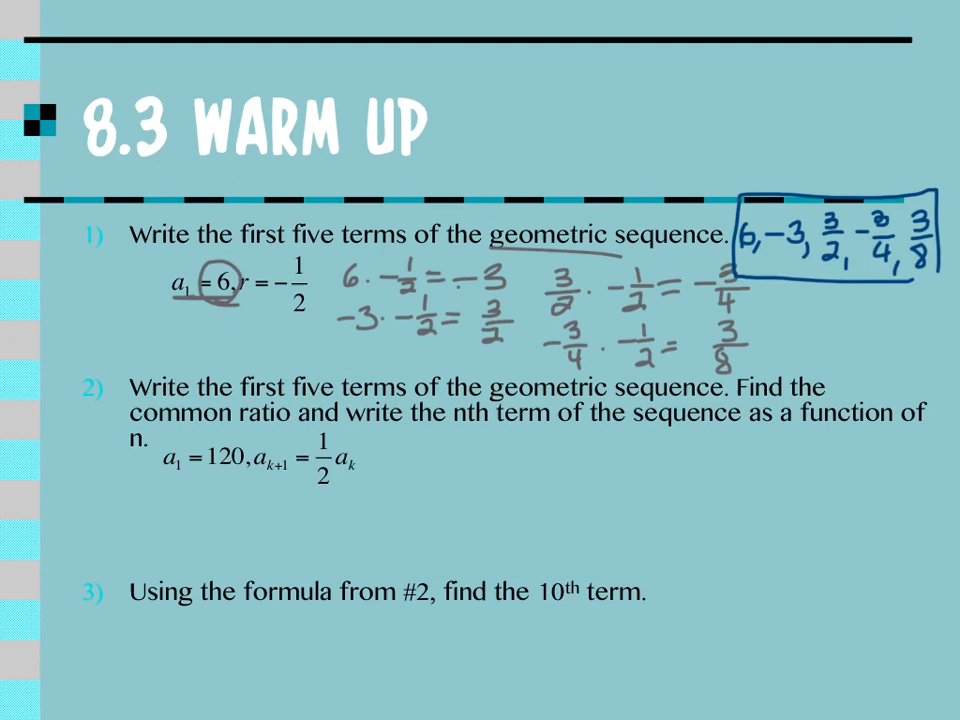 8.3 WARM UP
1) Write the first five terms of the geometric sequence.
6, -3, 3/2, -3/4, 3/8
a₁ = 6, r = -1/2
6 · -1/2 = -3
3/2 · -1/2 = -3/4
-3 · -1/2 = 3/2
-3/4 · -1/2 = 3/8
2) Write the first five terms of the geometric sequence. Find the
common ratio and write the nth term of the sequence as a function of
n.
a₁ = 120, aₖ₊₁ = 1/2 aₖ
3) Using the formula from #2, find the 10th term.